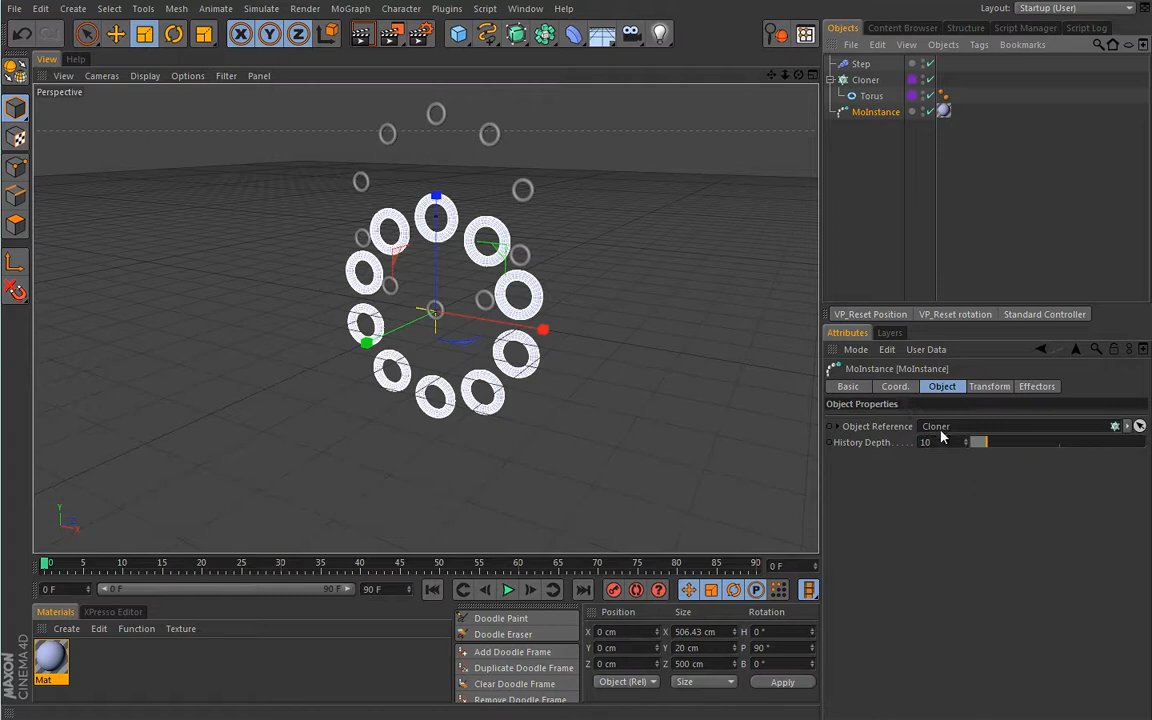 File Edit Create Select Tools Mesh Animate Simulate Render MoGraph Character Plugins Script Window Help Layout: Startup (User)
Objects Content Browser Structure Script Manager Script Log
File Edit View Objects Tags Bookmarks
View Help
View Cameras Display Options Filter Panel
Perspective
Step
Cloner
Torus
MoInstance
VP_Reset Position VP_Reset rotation Standard Controller
Attributes Layers
Mode Edit User Data
MoInstance [MoInstance]
Basic Coord. Object Transform Effectors
Object Properties
Object Reference Cloner
History Depth..... 10
X Y Z
Y
Z
X
0 5 10 15 20 25 30 35 40 45 50 55 60 65 70 75 80 85 90 0 F
0 F 0 F 90 F 90 F
Materials XPresso Editor
Create Edit Function Texture
Mat
Doodle Paint
Doodle Eraser
Add Doodle Frame
Duplicate Doodle Frame
Clear Doodle Frame
Remove Doodle Frame
Position Size Rotation
X 0 cm X 506.43 cm H 0 °
Y 0 cm Y 20 cm P 90 °
Z 0 cm Z 500 cm B 0 °
Object (Rel) Size Apply
MAXON CINEMA 4D